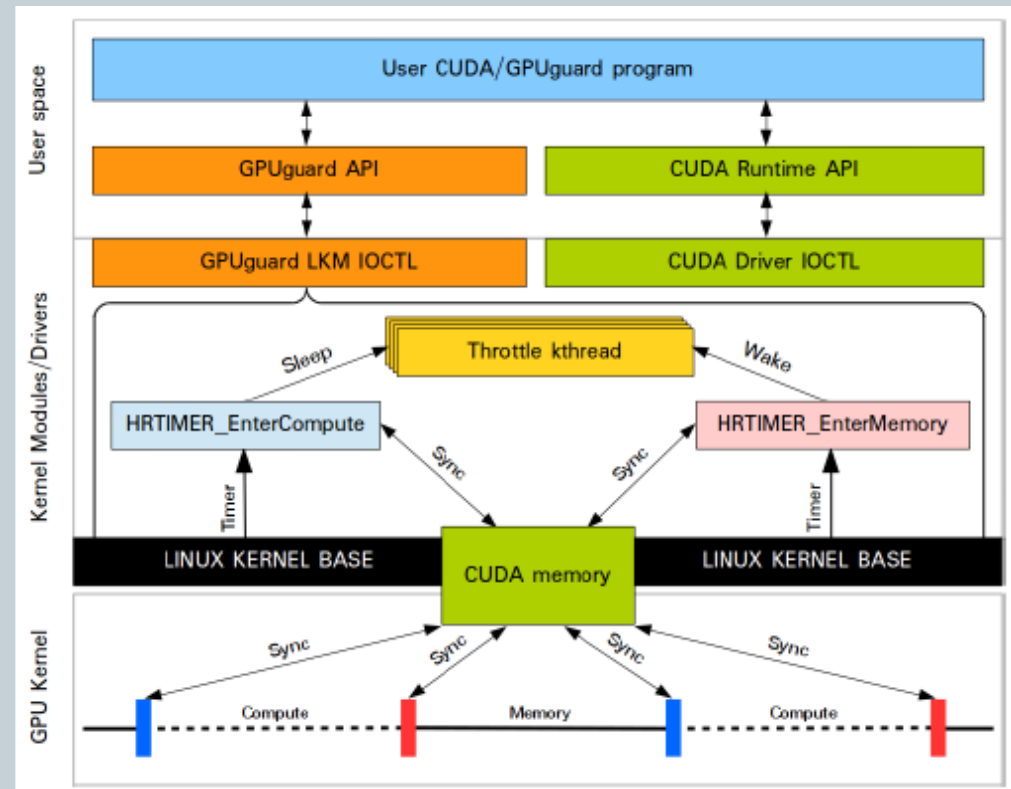 User space
User CUDA/GPUguard program
GPUguard API
CUDA Runtime API
Kernel Modules/Drivers
GPUguard LKM IOCTL
CUDA Driver IOCTL
Throttle kthread
Sleep
Wake
HRTIMER_EnterCompute
HRTIMER_EnterMemory
Sync
Sync
Timer
Timer
LINUX KERNEL BASE
CUDA memory
LINUX KERNEL BASE
GPU Kernel
Sync
Sync
Sync
Sync
Compute
Memory
Compute